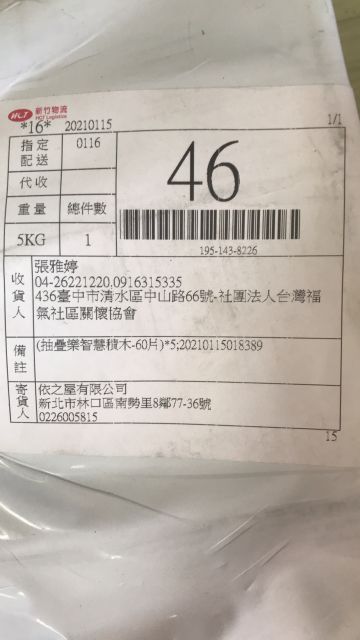 HCT 新竹物流
HCT Logistics
*16* 20210115 1/1
指定配送 0116
46
代收
重量 總件數
5KG 1
195-143-8226
收貨人
張雅婷
04-26221220.0916315335
436臺中市清水區中山路66號-社團法人台灣福
氣社區關懷協會
備註
(抽疊樂智慧積木-60片)*5;20210115018389
寄貨人
依之屋有限公司
新北市林口區南勢里8鄰77-36號
0226005815
15